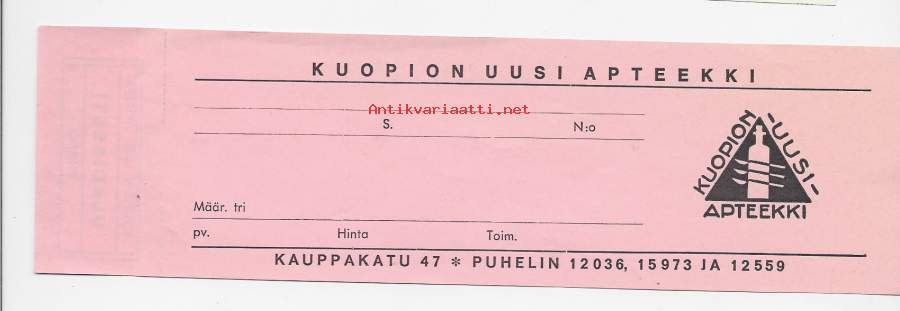 KUOPION UUSI APTEEKKI
Antikvariaatti.net
S. N:o
KUOPION UUSI-
APTEEKKI
Määr. tri
pv. Hinta Toim.
KAUPPAKATU 47 * PUHELIN 12036, 15973 JA 12559